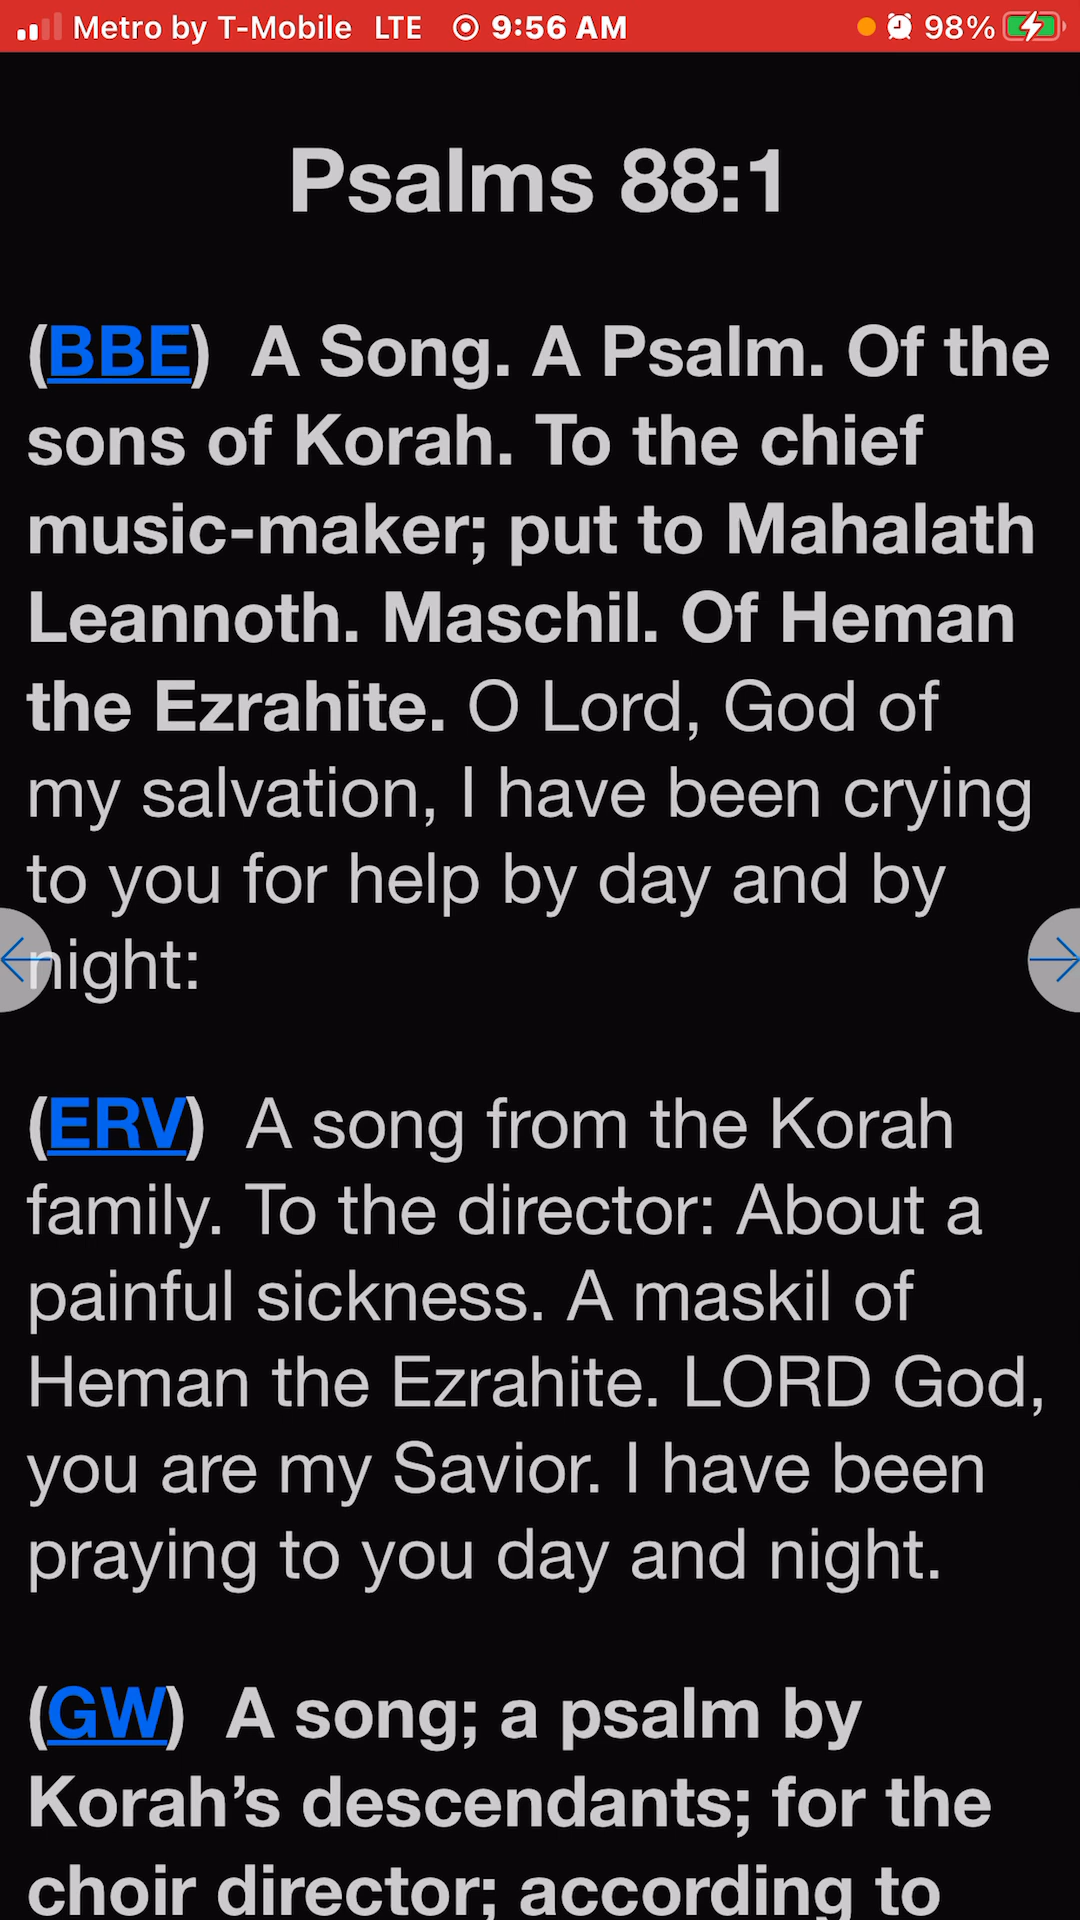 Metro by T-Mobile LTE 9:56 AM 98%
Psalms 88:1
(BBE) A Song. A Psalm. Of the
sons of Korah. To the chief
music-maker; put to Mahalath
Leannoth. Maschil. Of Heman
the Ezrahite. O Lord, God of
my salvation, I have been crying
to you for help by day and by
night:
(ERV) A song from the Korah
family. To the director: About a
painful sickness. A maskil of
Heman the Ezrahite. LORD God,
you are my Savior. I have been
praying to you day and night.
(GW) A song; a psalm by
Korah’s descendants; for the
choir director; according to